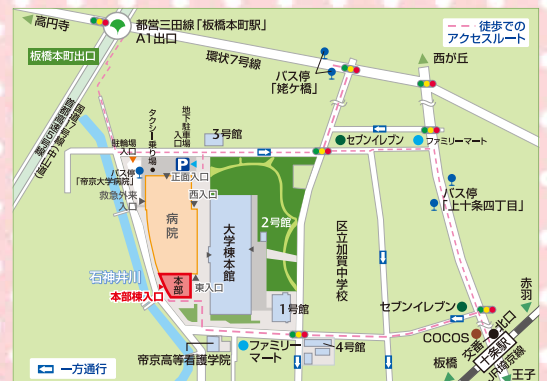 高円寺
都営三田線「板橋本町駅」
A1出口
徒歩での
アクセスルート
板橋本町出口
環状7号線
西が丘
バス停
「姥ケ橋」
国道17号線(中山道)
首都高速5号線
タクシー乗り場
地下駐車場
入口
駐輪場
入口
3号館
セブンイレブン
ファミリーマート
P
バス停
「帝京大学病院」
正面入口
救急外来
入口
西入口
病院
大学棟本館
2号館
区立加賀中学校
バス停
「上十条四丁目」
石神井川
本部
東入口
本部棟入口
1号館
セブンイレブン
赤羽
帝京高等看護学院
ファミリー
マート
4号館
COCOS
交番
北口
十条駅
JR埼京線
板橋
王子
一方通行